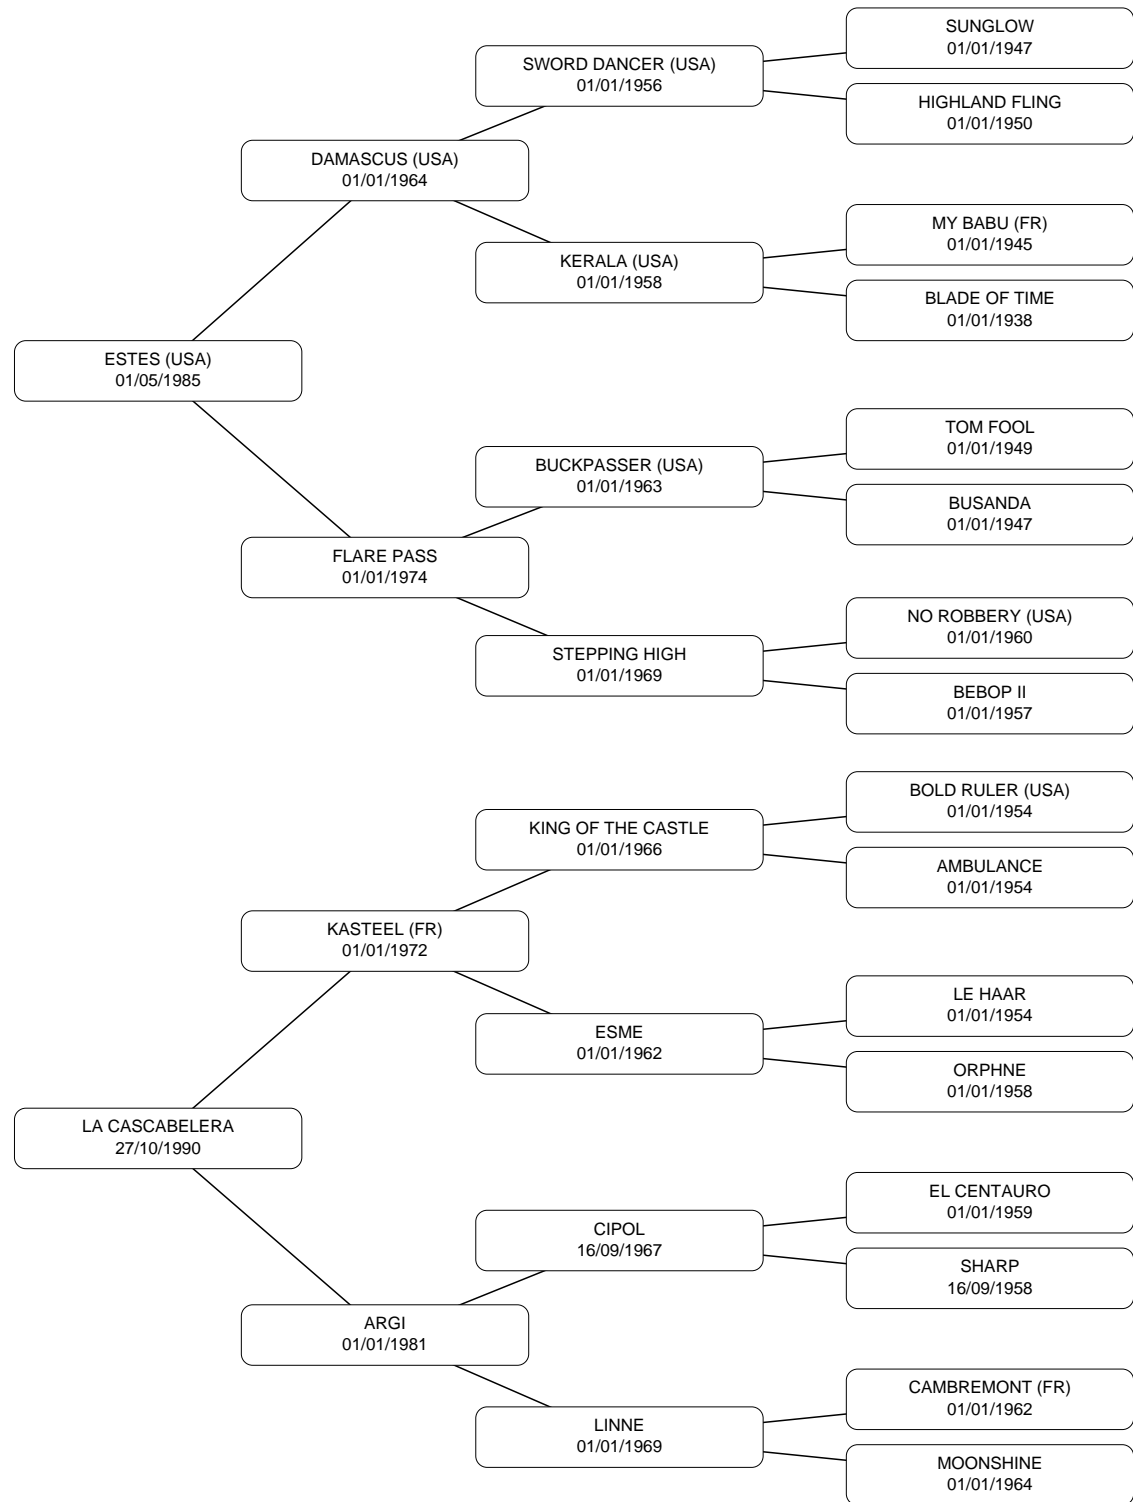 SUNGLOW
01/01/1947
SWORD DANCER (USA)
01/01/1956
HIGHLAND FLING
01/01/1950
DAMASCUS (USA)
01/01/1964
MY BABU (FR)
01/01/1945
KERALA (USA)
01/01/1958
BLADE OF TIME
01/01/1938
ESTES (USA)
01/05/1985
TOM FOOL
01/01/1949
BUCKPASSER (USA)
01/01/1963
BUSANDA
01/01/1947
FLARE PASS
01/01/1974
NO ROBBERY (USA)
01/01/1960
STEPPING HIGH
01/01/1969
BEBOP II
01/01/1957
BOLD RULER (USA)
01/01/1954
KING OF THE CASTLE
01/01/1966
AMBULANCE
01/01/1954
KASTEEL (FR)
01/01/1972
LE HAAR
01/01/1954
ESME
01/01/1962
ORPHNE
01/01/1958
LA CASCABELERA
27/10/1990
EL CENTAURO
01/01/1959
CIPOL
16/09/1967
SHARP
16/09/1958
ARGI
01/01/1981
CAMBREMONT (FR)
01/01/1962
LINNE
01/01/1969
MOONSHINE
01/01/1964